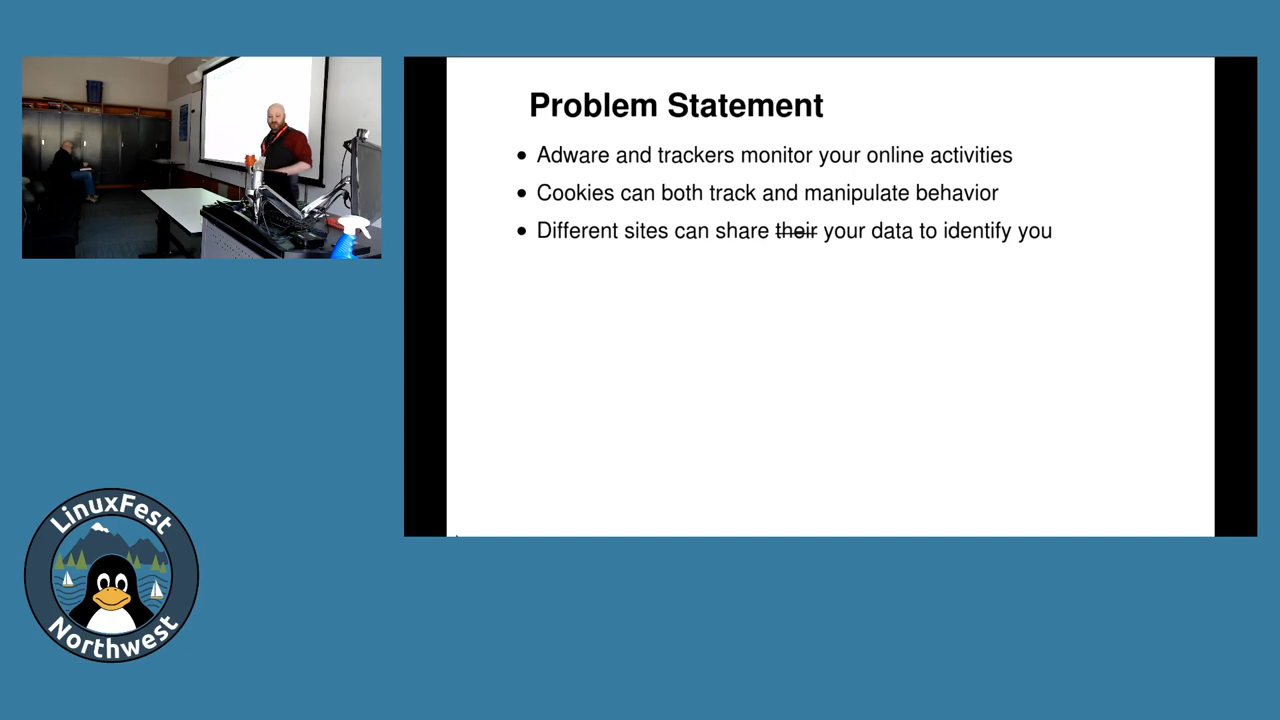 Problem Statement
• Adware and trackers monitor your online activities
• Cookies can both track and manipulate behavior
• Different sites can share ~~their~~ your data to identify you
LinuxFest
Northwest